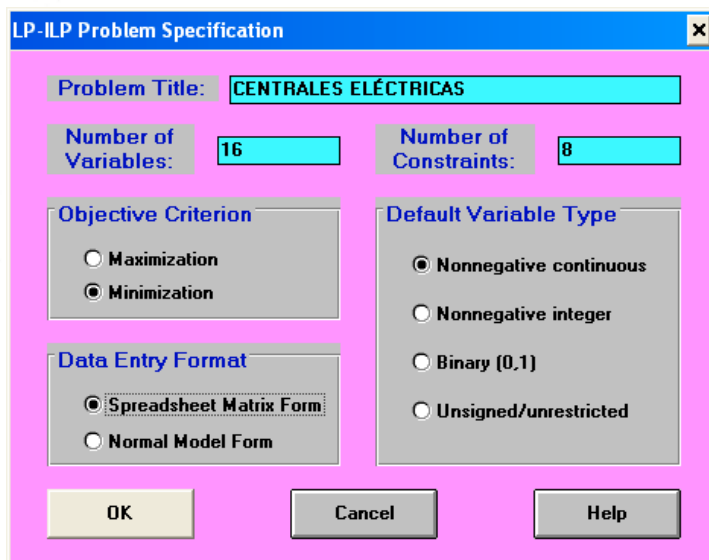 LP-ILP Problem Specification
Problem Title: CENTRALES ELÉCTRICAS
Number of
Variables: 16
Number of
Constraints: 8
Objective Criterion
Maximization
Minimization
Default Variable Type
Nonnegative continuous
Nonnegative integer
Binary (0,1)
Unsigned/unrestricted
Data Entry Format
Spreadsheet Matrix Form
Normal Model Form
OK
Cancel
Help